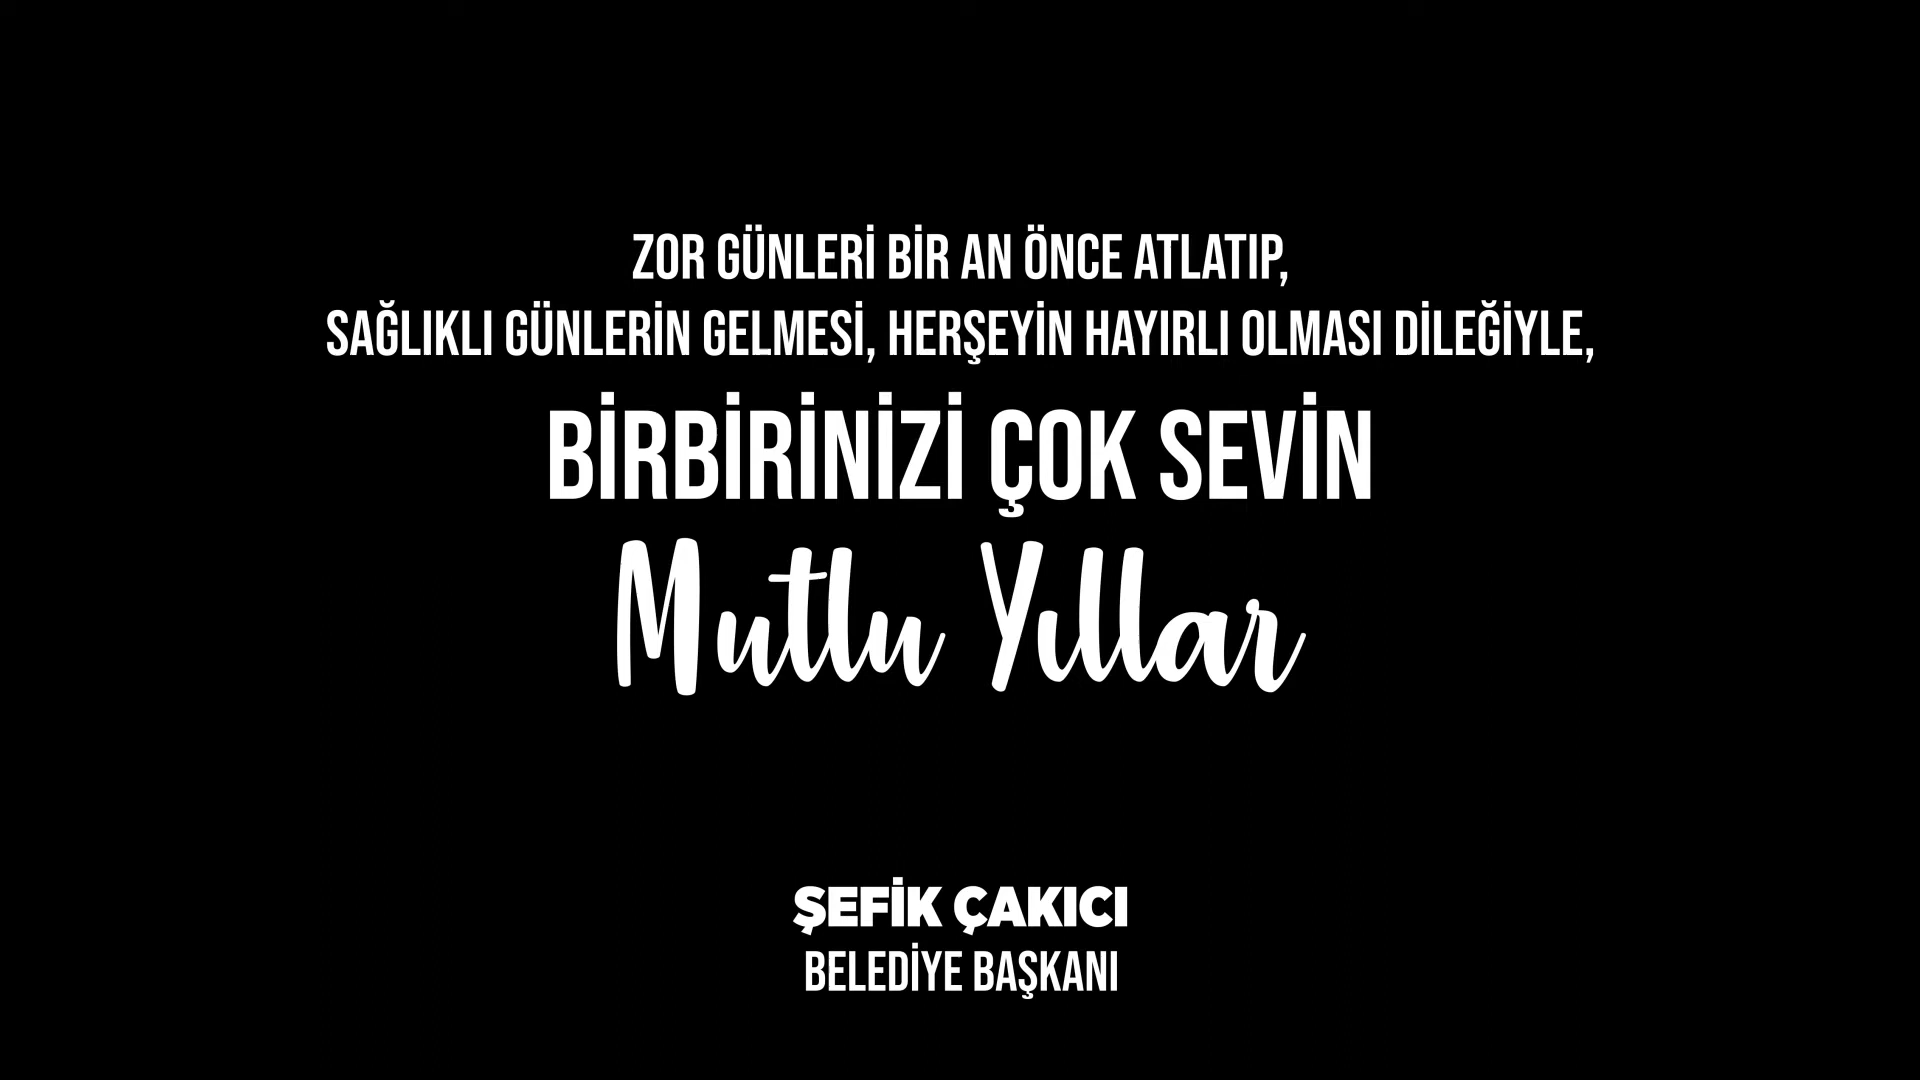 ZOR GÜNLERİ BİR AN ÖNCE ATLATIP,
SAĞLIKLI GÜNLERİN GELMESİ, HERŞEYİN HAYIRLI OLMASI DİLEĞİYLE,
BİRBİRİNİZİ ÇOK SEVİN
Mutlu Yıllar
ŞEFİK ÇAKICI
BELEDİYE BAŞKANI